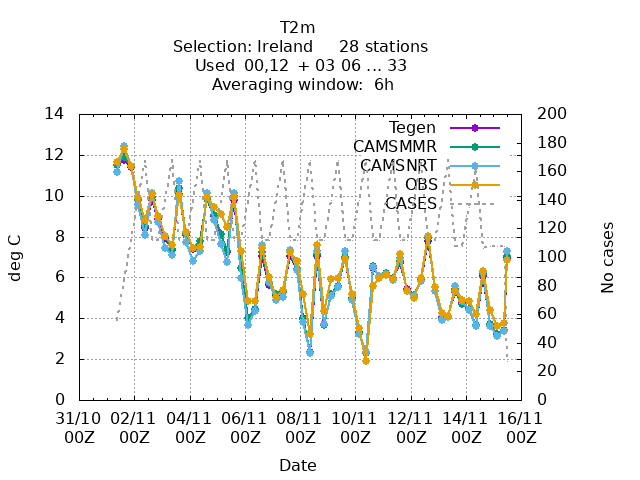 T2m
Selection: Ireland 28 stations
Used 00,12 + 03 06 ... 33
Averaging window: 6h
14
12
10
8
6
4
2
0
deg C
200
180
160
140
120
100
80
60
40
20
0
No cases
Tegen
CAMSMMR
CAMSNRT
OBS
CASES
31/10 02/11 04/11 06/11 08/11 10/11 12/11 14/11 16/11
00Z 00Z 00Z 00Z 00Z 00Z 00Z 00Z 00Z
Date